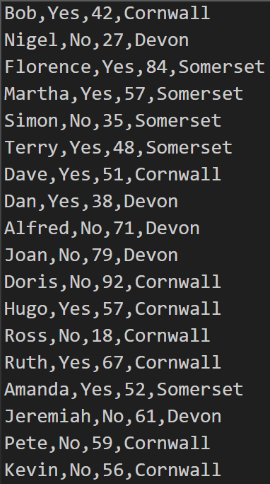 Bob,Yes,42,Cornwall
Nigel,No,27,Devon
Florence,Yes,84,Somerset
Martha,Yes,57,Somerset
Simon,No,35,Somerset
Terry,Yes,48,Somerset
Dave,Yes,51,Cornwall
Dan,Yes,38,Devon
Alfred,No,71,Devon
Joan,No,79,Devon
Doris,No,92,Cornwall
Hugo,Yes,57,Cornwall
Ross,No,18,Cornwall
Ruth,Yes,67,Cornwall
Amanda,Yes,52,Somerset
Jeremiah,No,61,Devon
Pete,No,59,Cornwall
Kevin,No,56,Cornwall